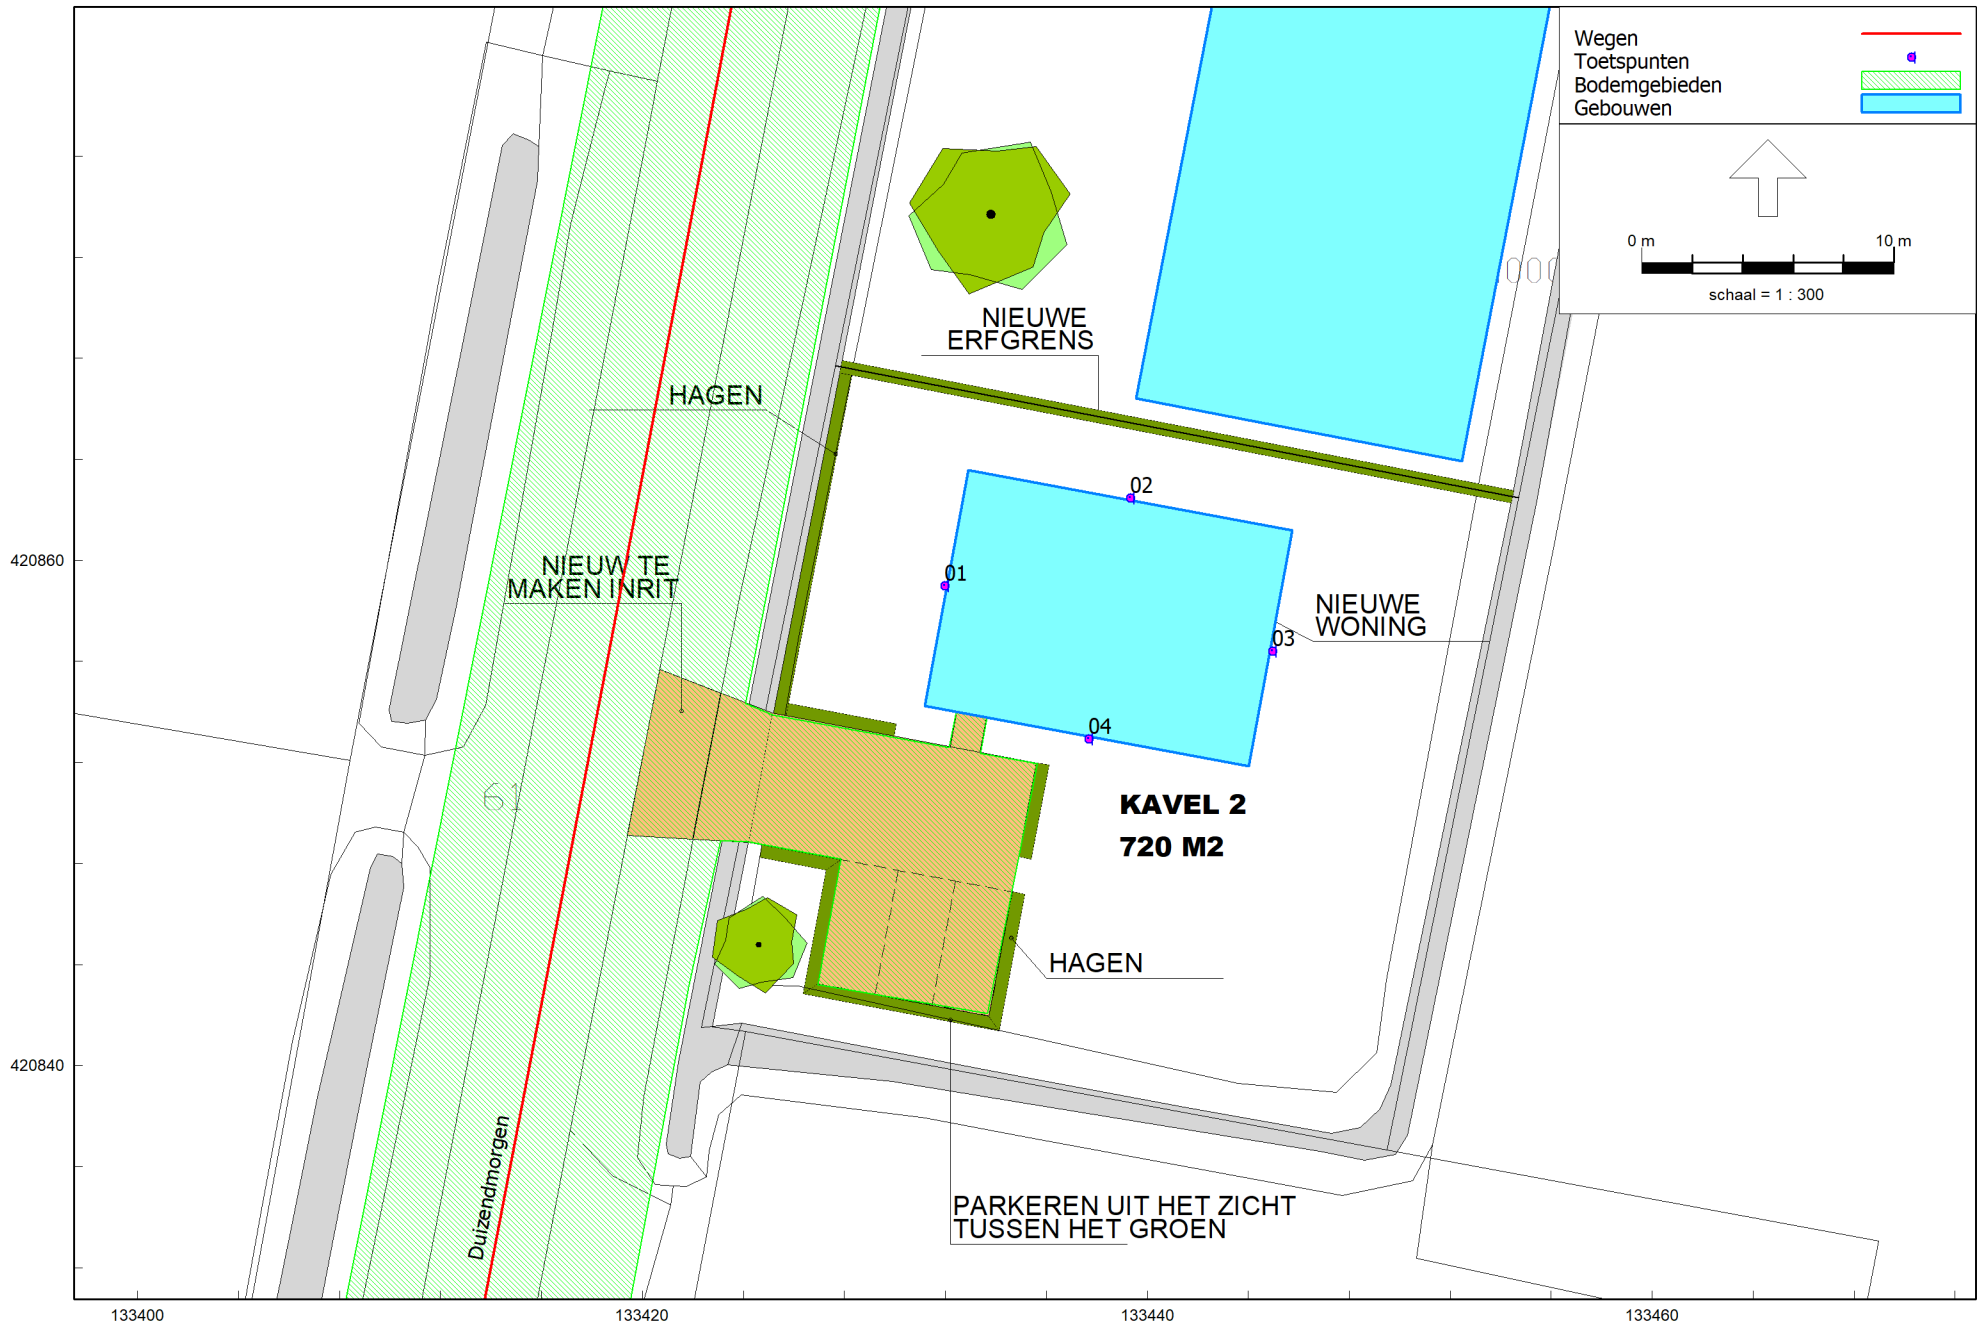 Wegen
Toetspunten
Bodemgebieden
Gebouwen
0 m
10 m
schaal = 1 : 300
NIEUWE
ERFGRENS
HAGEN
02
420860
NIEUW TE
MAKEN INRIT
01
NIEUWE
WONING
03
04
61
KAVEL 2
720 M2
HAGEN
420840
Duizendmorgen
PARKEREN UIT HET ZICHT
TUSSEN HET GROEN
133400
133420
133440
133460